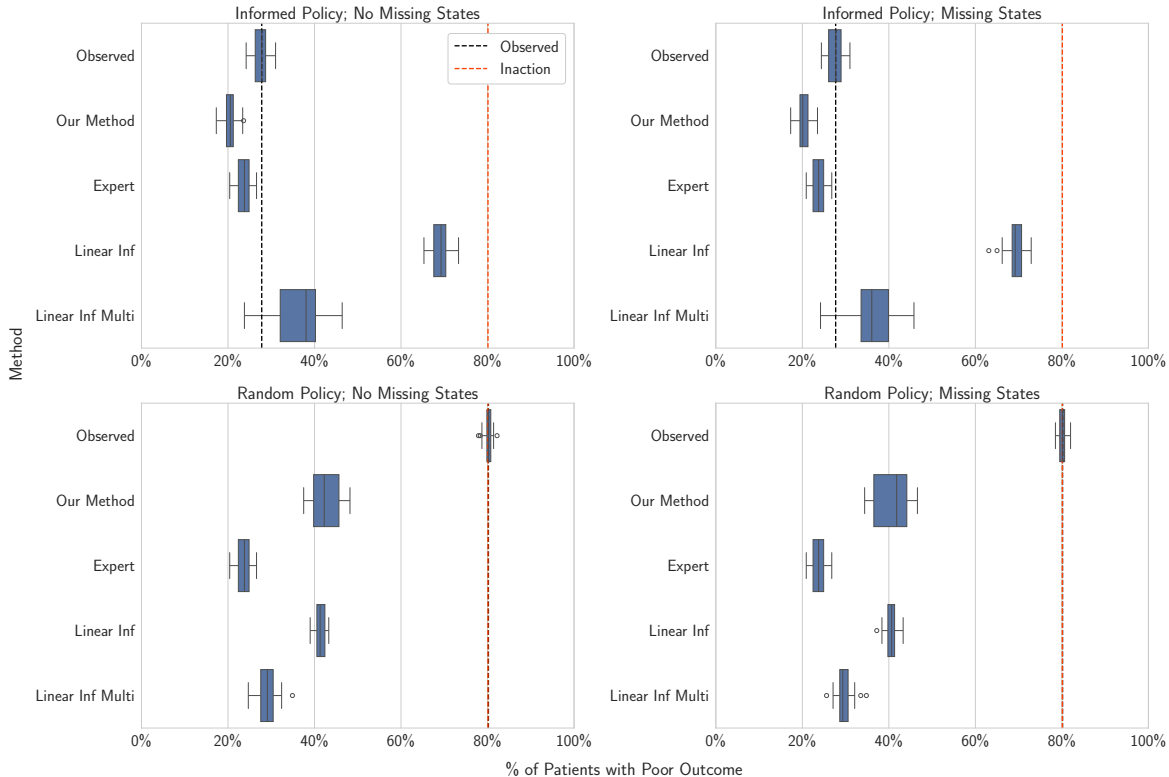 Informed Policy; No Missing States
Observed
Our Method
Expert
Linear Inf
Linear Inf Multi
Observed
Inaction
0% 20% 40% 60% 80% 100%
Informed Policy; Missing States
Observed
Our Method
Expert
Linear Inf
Linear Inf Multi
0% 20% 40% 60% 80% 100%
Method
Random Policy; No Missing States
Observed
Our Method
Expert
Linear Inf
Linear Inf Multi
0% 20% 40% 60% 80% 100%
Random Policy; Missing States
Observed
Our Method
Expert
Linear Inf
Linear Inf Multi
0% 20% 40% 60% 80% 100%
% of Patients with Poor Outcome